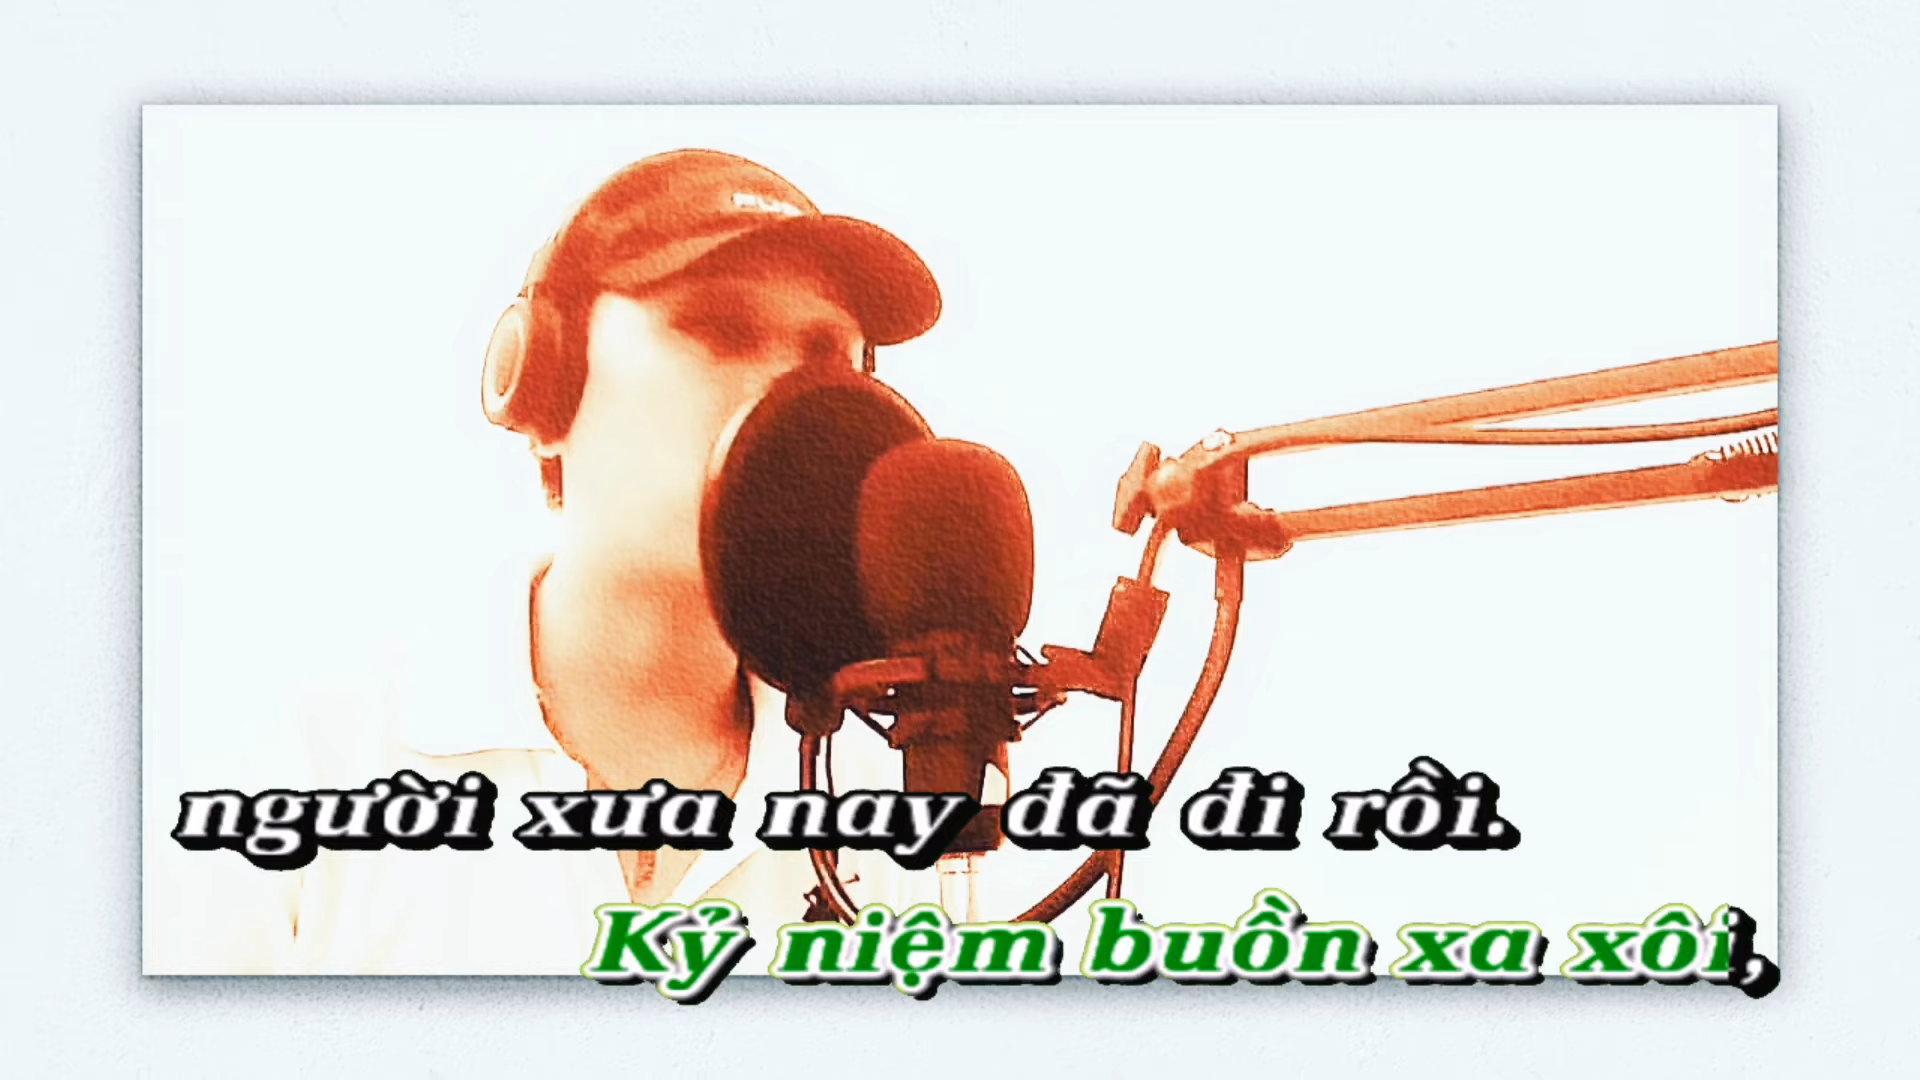 người xưa nay đã đi rồi.
Kỷ niệm buồn xa xôi,